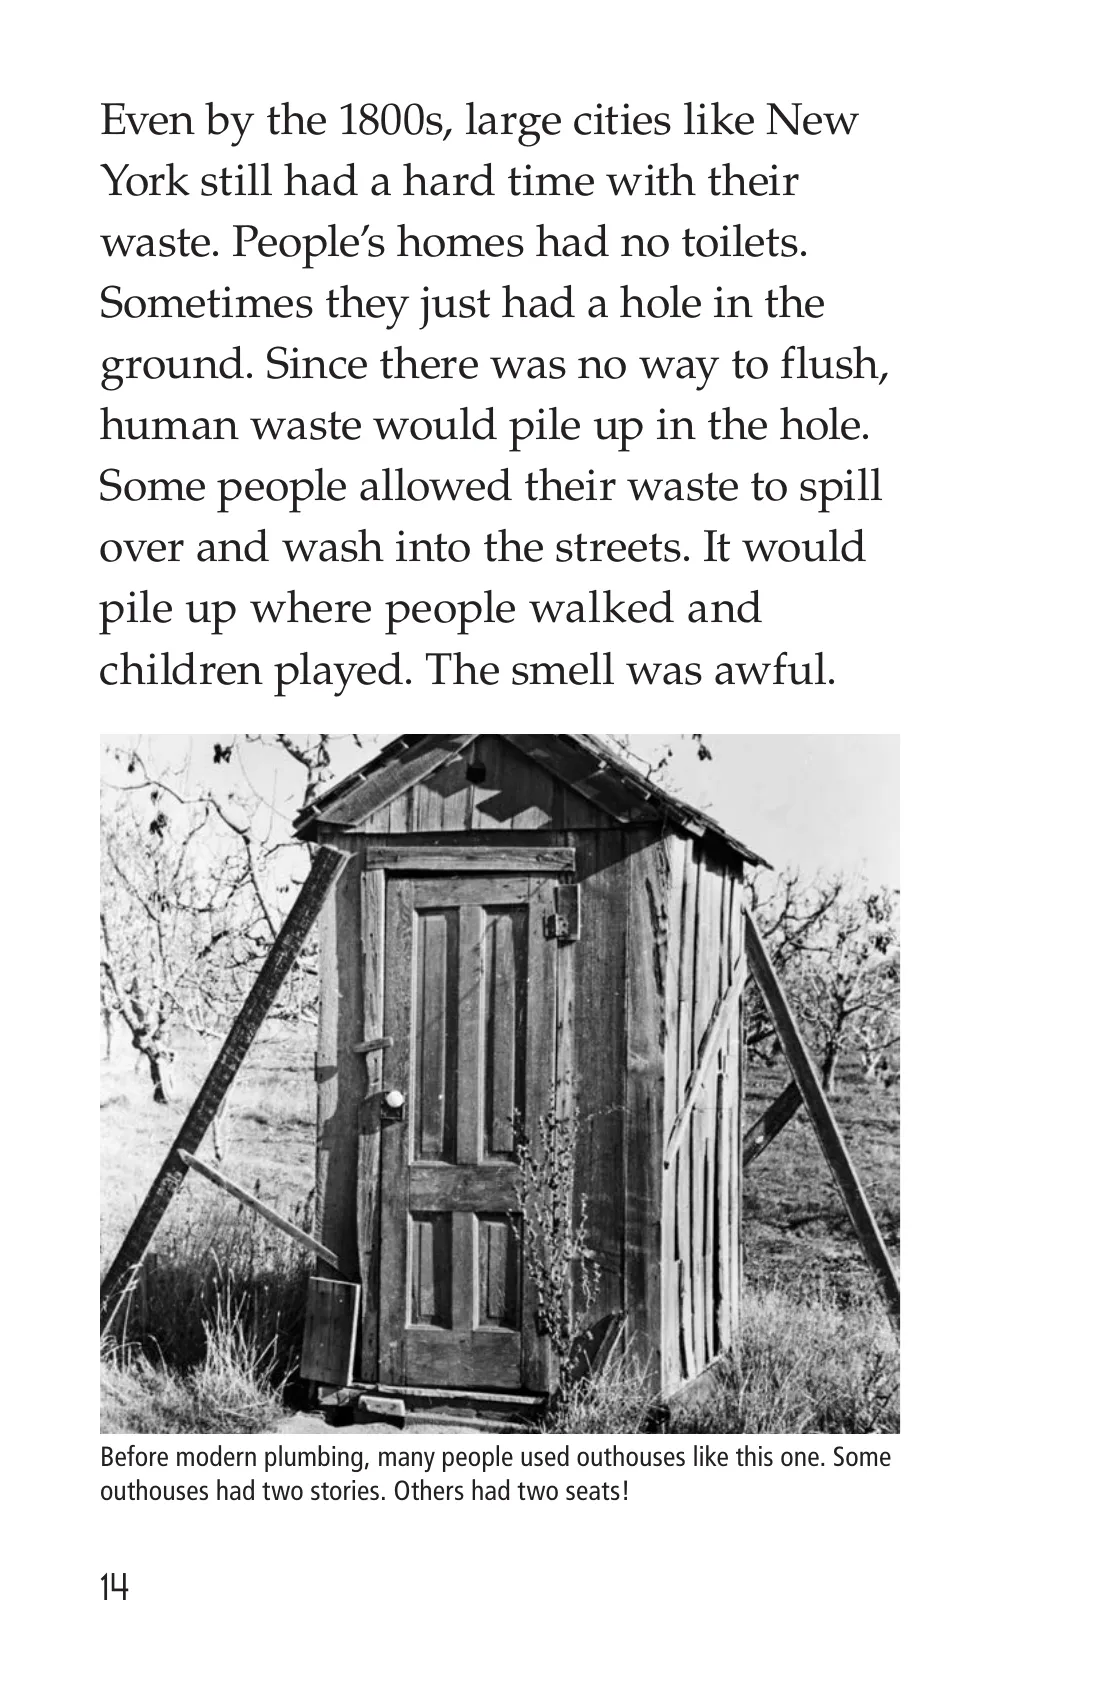 Even by the 1800s, large cities like New
York still had a hard time with their
waste. People’s homes had no toilets.
Sometimes they just had a hole in the
ground. Since there was no way to flush,
human waste would pile up in the hole.
Some people allowed their waste to spill
over and wash into the streets. It would
pile up where people walked and
children played. The smell was awful.
Before modern plumbing, many people used outhouses like this one. Some
outhouses had two stories. Others had two seats!
14